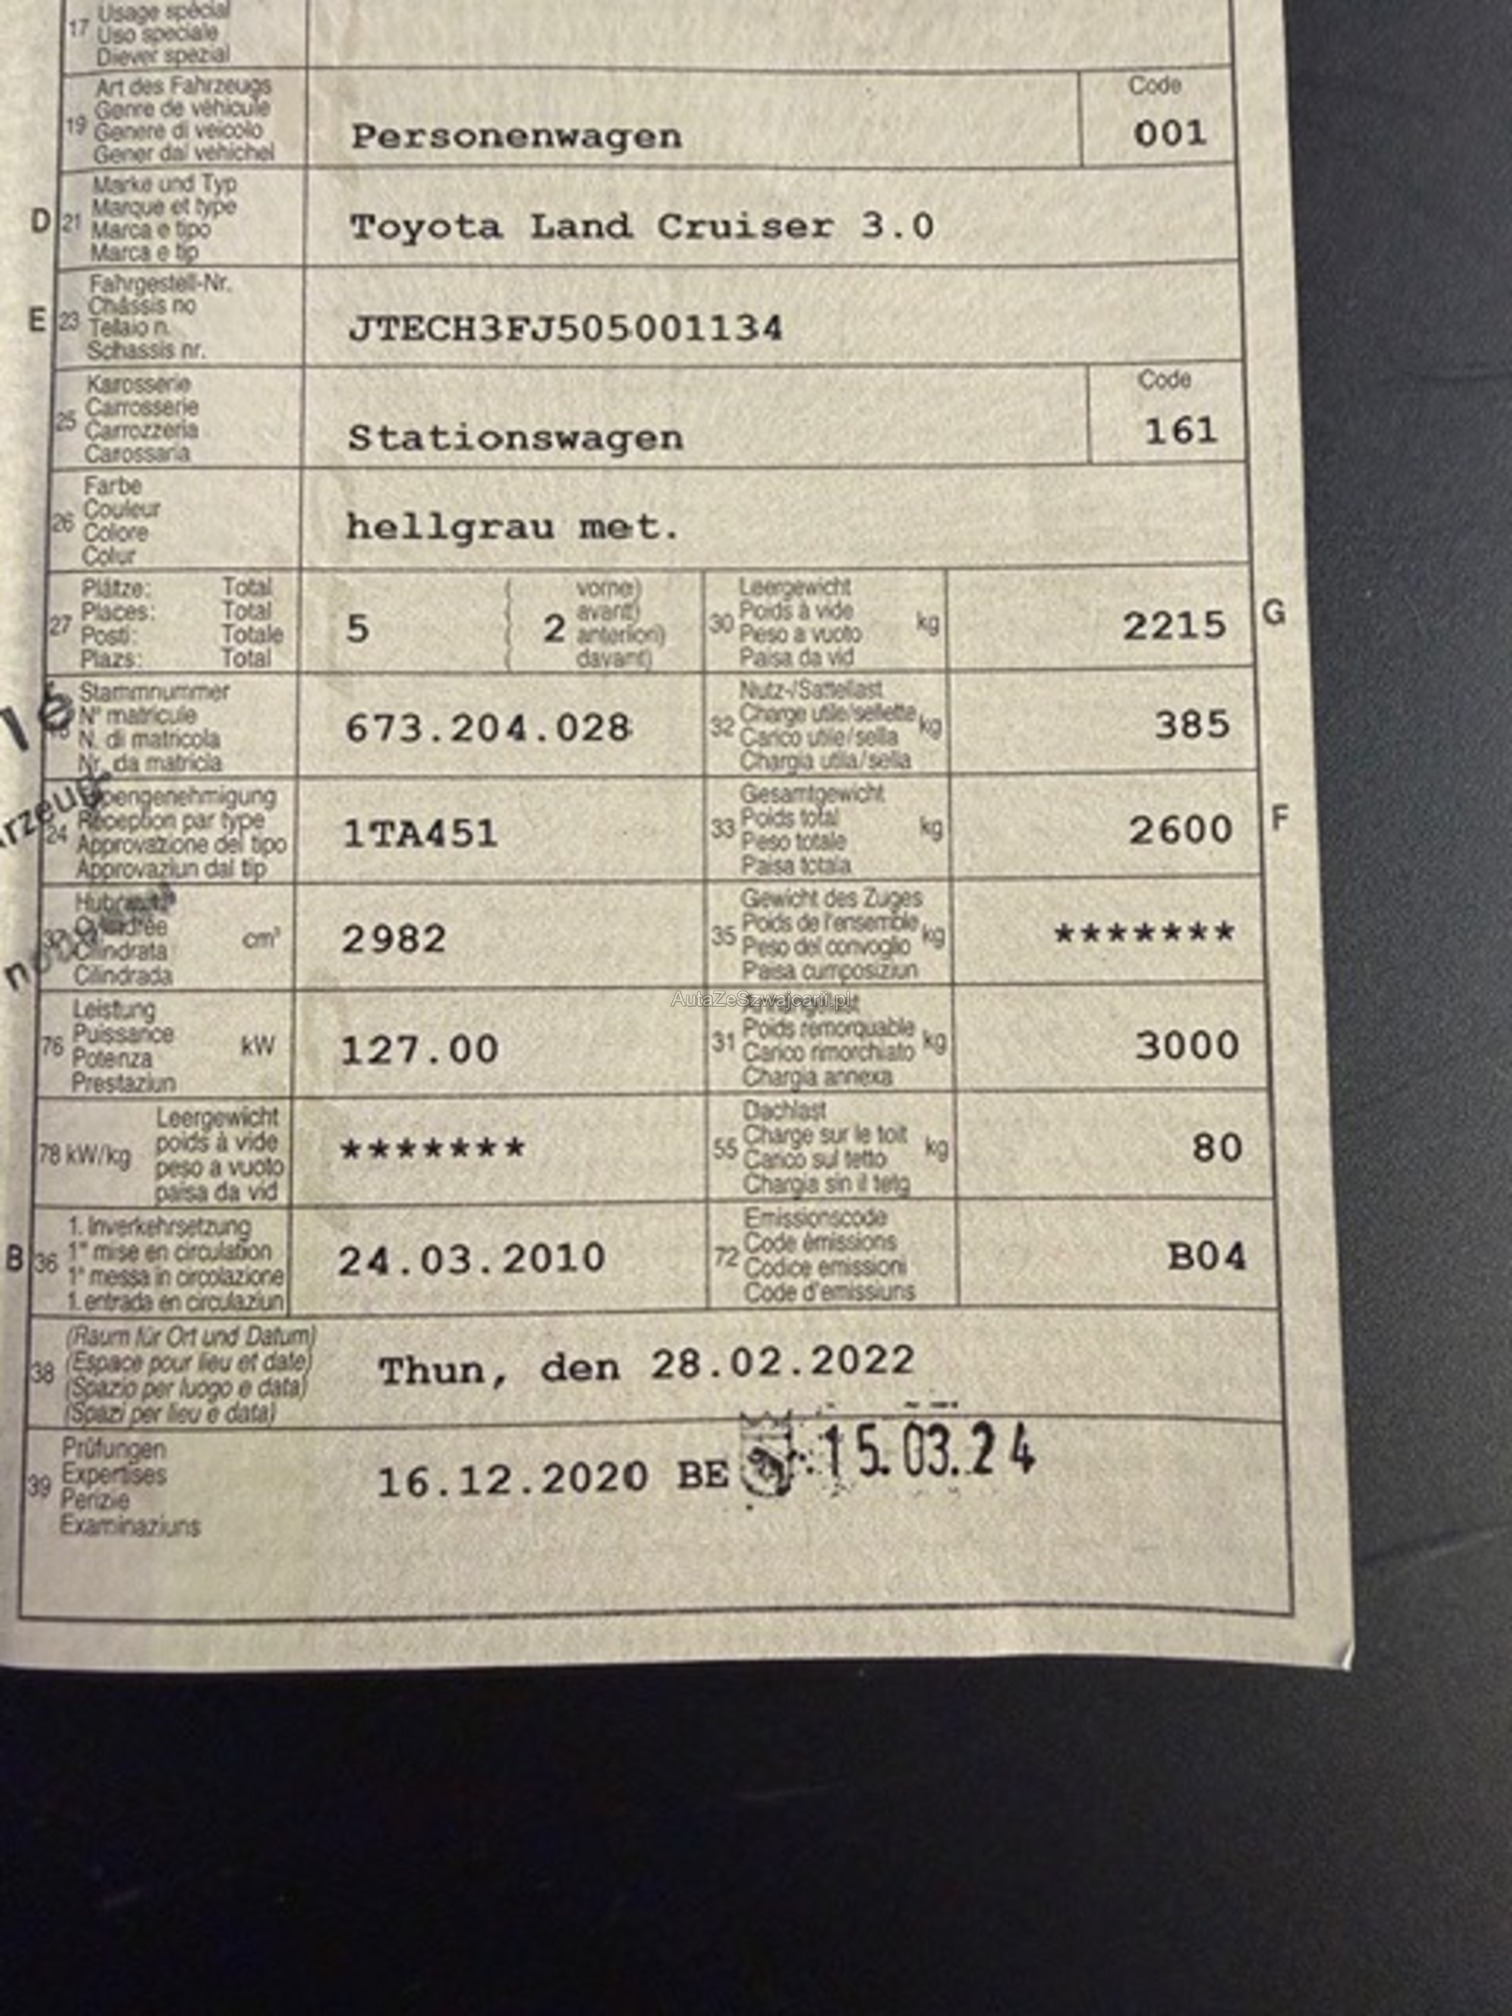 17 Usage spécial
Uso speciale
Diever spezial
Art des Fahrzeugs
Genre de véhicule
19 Genere di veicolo
Gener dal vehichel
Personenwagen
Code
001
Marke und Typ
D 21 Marque et type
Marca e tipo
Marca e tip
Toyota Land Cruiser 3.0
Fahrgestell-Nr.
E 23 Châssis no
Telaio n.
Schassis nr.
JTECH3FJ505001134
Karosserie
25 Carrosserie
Carrozzeria
Carossaria
Stationswagen
Code
161
Farbe
26 Couleur
Colore
Colur
hellgrau met.
Plätze: Total
27 Places: Total
Posti: Totale
Plazs: Total
5
( vorne)
( avant)
( 2 anteriori)
( davant)
Leergewicht
30 Poids à vide kg
Peso a vuoto
Paisa da vid
2215 G
Stammnummer
N° matricule
N. di matricola
Nr. da matricla
673.204.028
Nutz-/Sattellast
32 Charge utile/sellette kg
Carico utile/sella
Chargia utila/sella
385
24 Réception par type
Approvazione del tipo
Approvaziun dal tip
1TA451
Gesamtgewicht
33 Poids total kg
Peso totale
Paisa totala
2600 F
Cilindrata cm³
Cilindrada
2982
Gewicht des Zuges
35 Poids de l'ensemble kg
Peso del convoglio
Paisa cumposiziun
*******
Leistung
76 Puissance kW
Potenza
Prestaziun
127.00
AutaZeSzwajcarii.pl
31 Poids remorquable kg
Carico rimorchiato
Chargia annexa
3000
Leergewicht
78 kW/kg poids à vide
peso a vuoto
paisa da vid
*******
Dachlast
55 Charge sur le toit kg
Carico sul tetto
Chargia sin il tetg
80
1. Inverkehrsetzung
B 36 1re mise en circulation
1a messa in circolazione
1. entrada en circulaziun
24.03.2010
Emissionscode
72 Code émissions
Codice emissioni
Code d'emissiuns
B04
(Raum für Ort und Datum)
38 (Espace pour lieu et date)
(Spazio per luogo e data)
(Spazi per lieu e data)
Thun, den 28.02.2022
Prüfungen
39 Expertises
Perizie
Examinaziuns
16.12.2020 BE 15.03.24